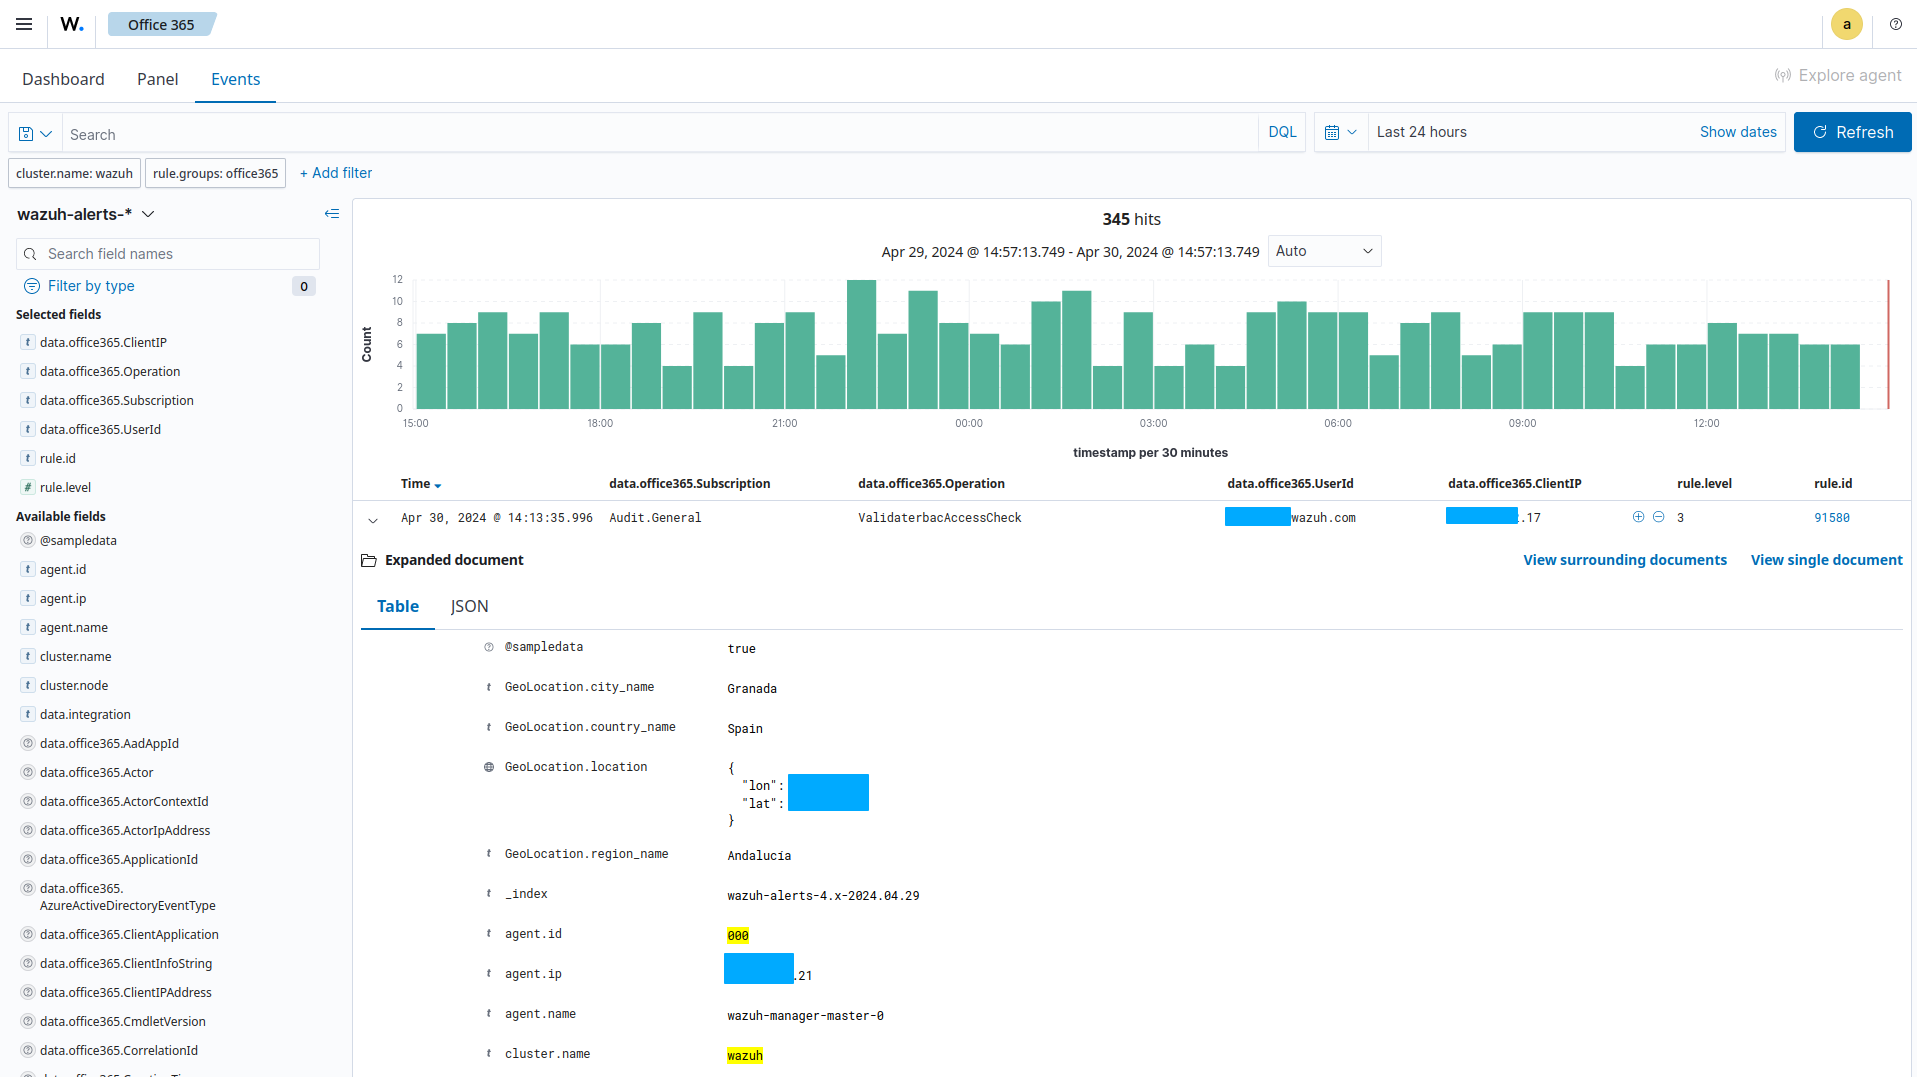 W. Office 365 a
Dashboard Panel Events Explore agent
Search DQL Last 24 hours Show dates Refresh
cluster.name: wazuh rule.groups: office365 + Add filter
wazuh-alerts-*
Search field names
Filter by type 0
Selected fields
t data.office365.ClientIP
t data.office365.Operation
t data.office365.Subscription
t data.office365.UserId
t rule.id
# rule.level
Available fields
@sampledata
t agent.id
t agent.ip
t agent.name
t cluster.name
t cluster.node
t data.integration
data.office365.AadAppId
data.office365.Actor
data.office365.ActorContextId
data.office365.ActorIpAddress
data.office365.ApplicationId
data.office365.
AzureActiveDirectoryEventType
data.office365.ClientApplication
data.office365.ClientInfoString
data.office365.ClientIPAddress
data.office365.CmdletVersion
data.office365.CorrelationId
345 hits
Apr 29, 2024 @ 14:57:13.749 - Apr 30, 2024 @ 14:57:13.749 Auto
Count
12
10
8
6
4
2
0
15:00 18:00 21:00 00:00 03:00 06:00 09:00 12:00
timestamp per 30 minutes
Time data.office365.Subscription data.office365.Operation data.office365.UserId data.office365.ClientIP rule.level rule.id
Apr 30, 2024 @ 14:13:35.996 Audit.General ValidaterbacAccessCheck wazuh.com .17 3 91580
Expanded document View surrounding documents View single document
Table JSON
@sampledata true
t GeoLocation.city_name Granada
t GeoLocation.country_name Spain
GeoLocation.location {
"lon":
"lat":
}
t GeoLocation.region_name Andalucía
t _index wazuh-alerts-4.x-2024.04.29
t agent.id 000
t agent.ip .21
t agent.name wazuh-manager-master-0
t cluster.name wazuh